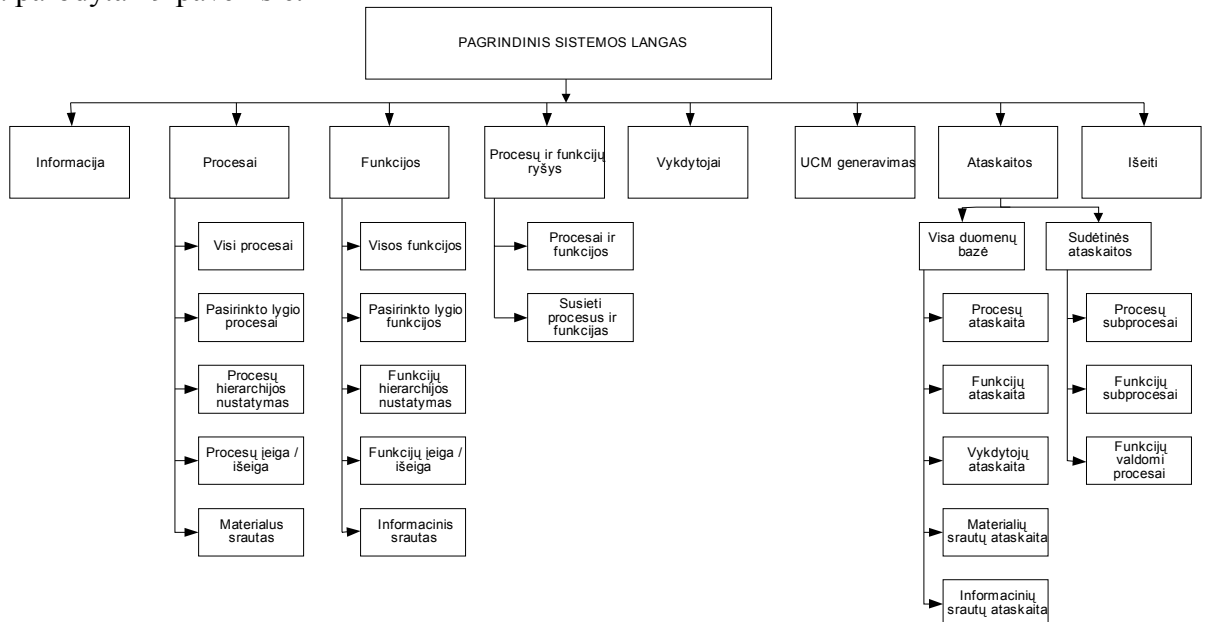 PAGRINDINIS SISTEMOS LANGAS
Informacija
Procesai
Funkcijos
Procesų ir funkcijų
ryšys
Vykdytojai
UCM generavimas
Ataskaitos
Išeiti
Visi procesai
Pasirinkto lygio
procesai
Procesų
hierarchijos
nustatymas
Procesų įeiga /
išeiga
Materialus
srautas
Visos funkcijos
Pasirinkto lygio
funkcijos
Funkcijų
hierarchijos
nustatymas
Funkcijų įeiga /
išeiga
Informacinis
srautas
Procesai ir
funkcijos
Susieti
procesus ir
funkcijas
Visa duomenų
bazė
Procesų
ataskaita
Funkcijų
ataskaita
Vykdytojų
ataskaita
Materialių
srautų ataskaita
Informacinių
srautų ataskaita
Sudėtinės
ataskaitos
Procesų
subprocesai
Funkcijų
subprocesai
Funkcijų
valdomi
procesai